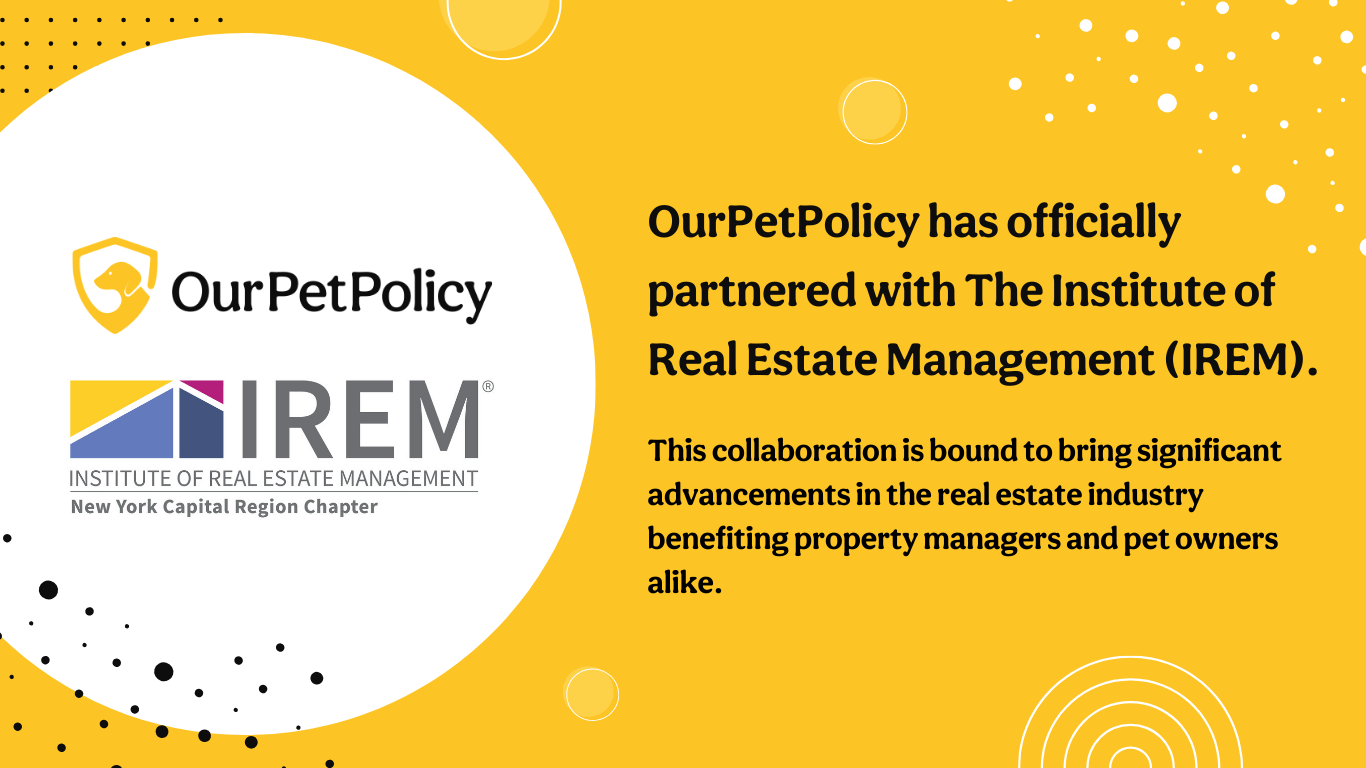 OurPetPolicy
IREM®
INSTITUTE OF REAL ESTATE MANAGEMENT
New York Capital Region Chapter
OurPetPolicy has officially
partnered with The Institute of
Real Estate Management (IREM).
This collaboration is bound to bring significant
advancements in the real estate industry
benefiting property managers and pet owners
alike.